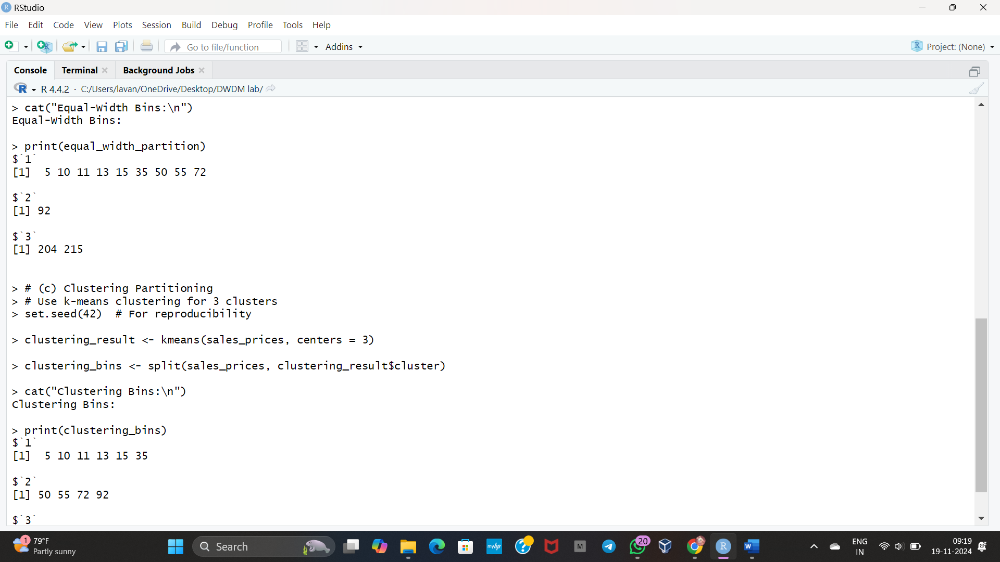 RStudio
File Edit Code View Plots Session Build Debug Profile Tools Help
Go to file/function Addins Project: (None)
Console Terminal Background Jobs
R 4.4.2 · C:/Users/lavan/OneDrive/Desktop/DWDM lab/
> cat("Equal-Width Bins:\n")
Equal-Width Bins:
> print(equal_width_partition)
$`1`
[1]  5 10 11 13 15 35 50 55 72
$`2`
[1] 92
$`3`
[1] 204 215
> # (c) Clustering Partitioning
> # Use k-means clustering for 3 clusters
> set.seed(42)  # For reproducibility
> clustering_result <- kmeans(sales_prices, centers = 3)
> clustering_bins <- split(sales_prices, clustering_result$cluster)
> cat("Clustering Bins:\n")
Clustering Bins:
> print(clustering_bins)
$`1`
[1]  5 10 11 13 15 35
$`2`
[1] 50 55 72 92
$`3`
1 79°F
Partly sunny
Search
myhp
M
20
R
W
ENG
IN
09:19
19-11-2024